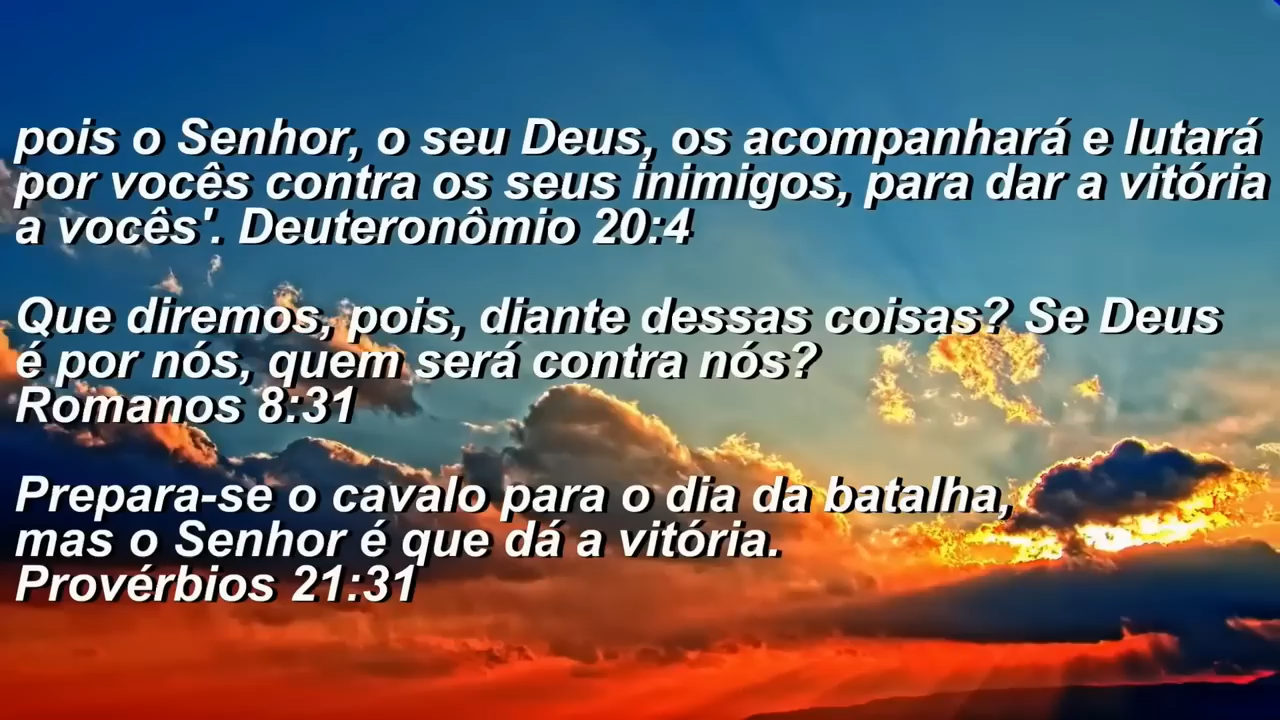 pois o Senhor, o seu Deus, os acompanhará e lutará
por vocês contra os seus inimigos, para dar a vitória
a vocês'. Deuteronômio 20:4
Que diremos, pois, diante dessas coisas? Se Deus
é por nós, quem será contra nós?
Romanos 8:31
Prepara-se o cavalo para o dia da batalha,
mas o Senhor é que dá a vitória.
Provérbios 21:31